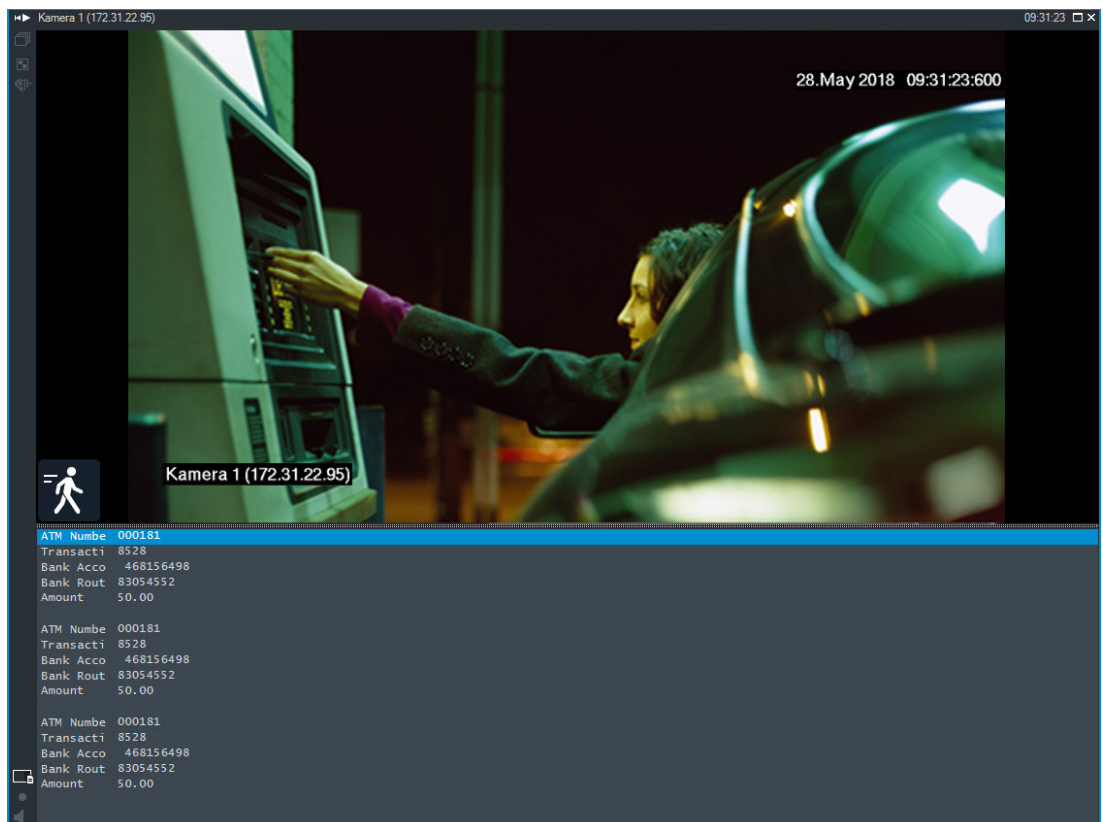 Kamera 1 (172.31.22.95) 09:31:23
28.May 2018 09:31:23:600
Kamera 1 (172.31.22.95)
ATM Numbe 000181
Transacti 8528
Bank Acco 468156498
Bank Rout 83054552
Amount 50.00
ATM Numbe 000181
Transacti 8528
Bank Acco 468156498
Bank Rout 83054552
Amount 50.00
ATM Numbe 000181
Transacti 8528
Bank Acco 468156498
Bank Rout 83054552
Amount 50.00